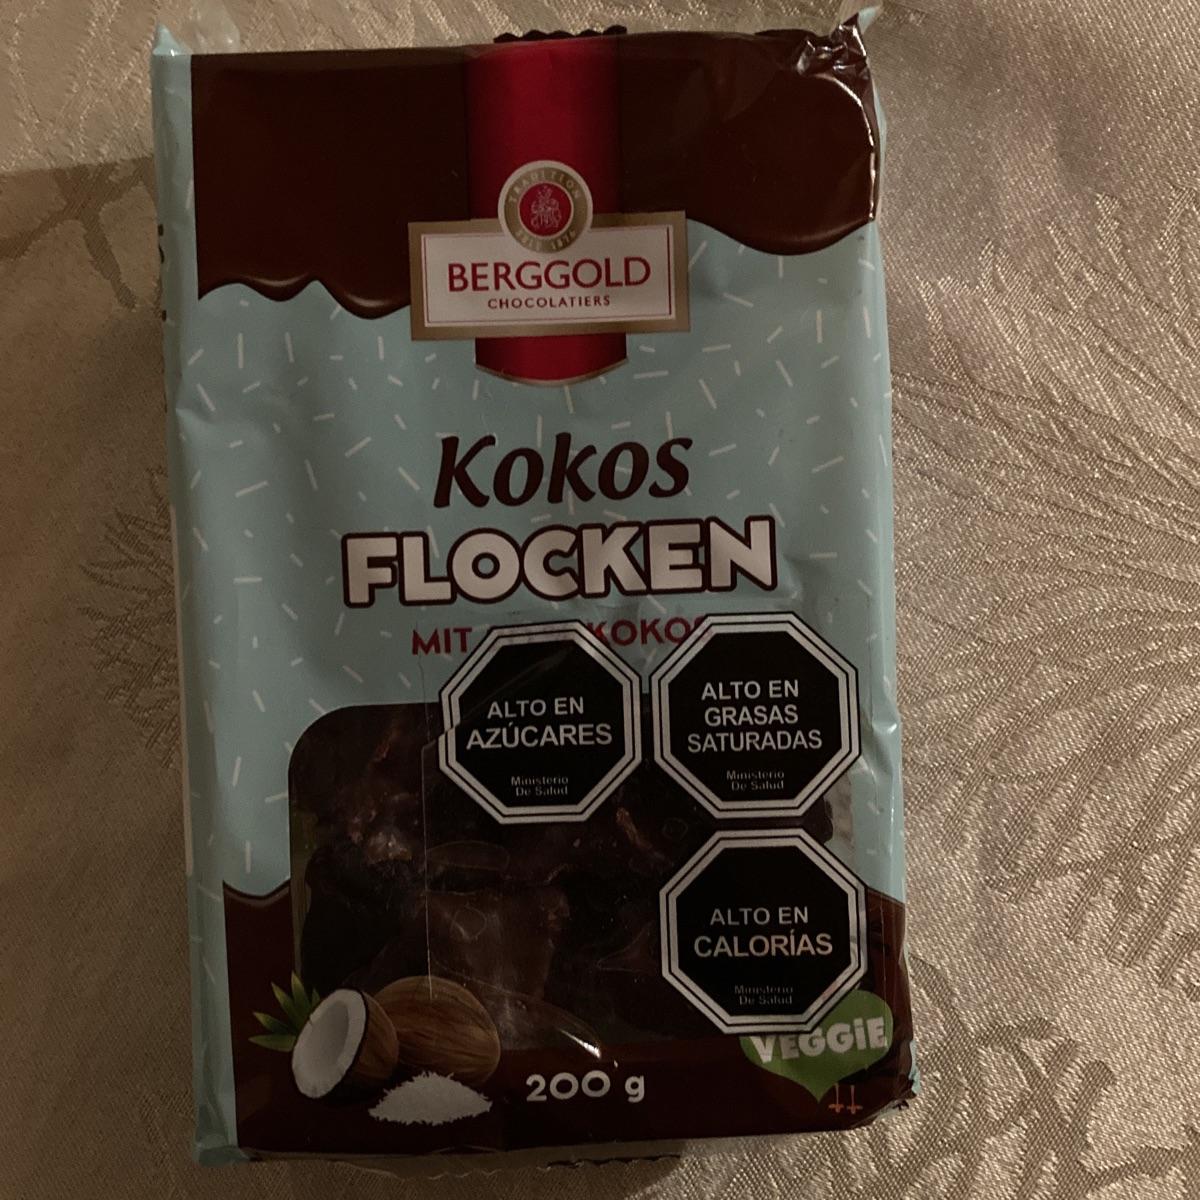 TRADITION
SEIT 1876
BERGGOLD
CHOCOLATIERS
Kokos
FLOCKEN
MIT KOKOS
ALTO EN
AZÚCARES
Ministerio
De Salud
ALTO EN
GRASAS
SATURADAS
Ministerio
De Salud
ALTO EN
CALORÍAS
Ministerio
De Salud
VEGGiE
200 g